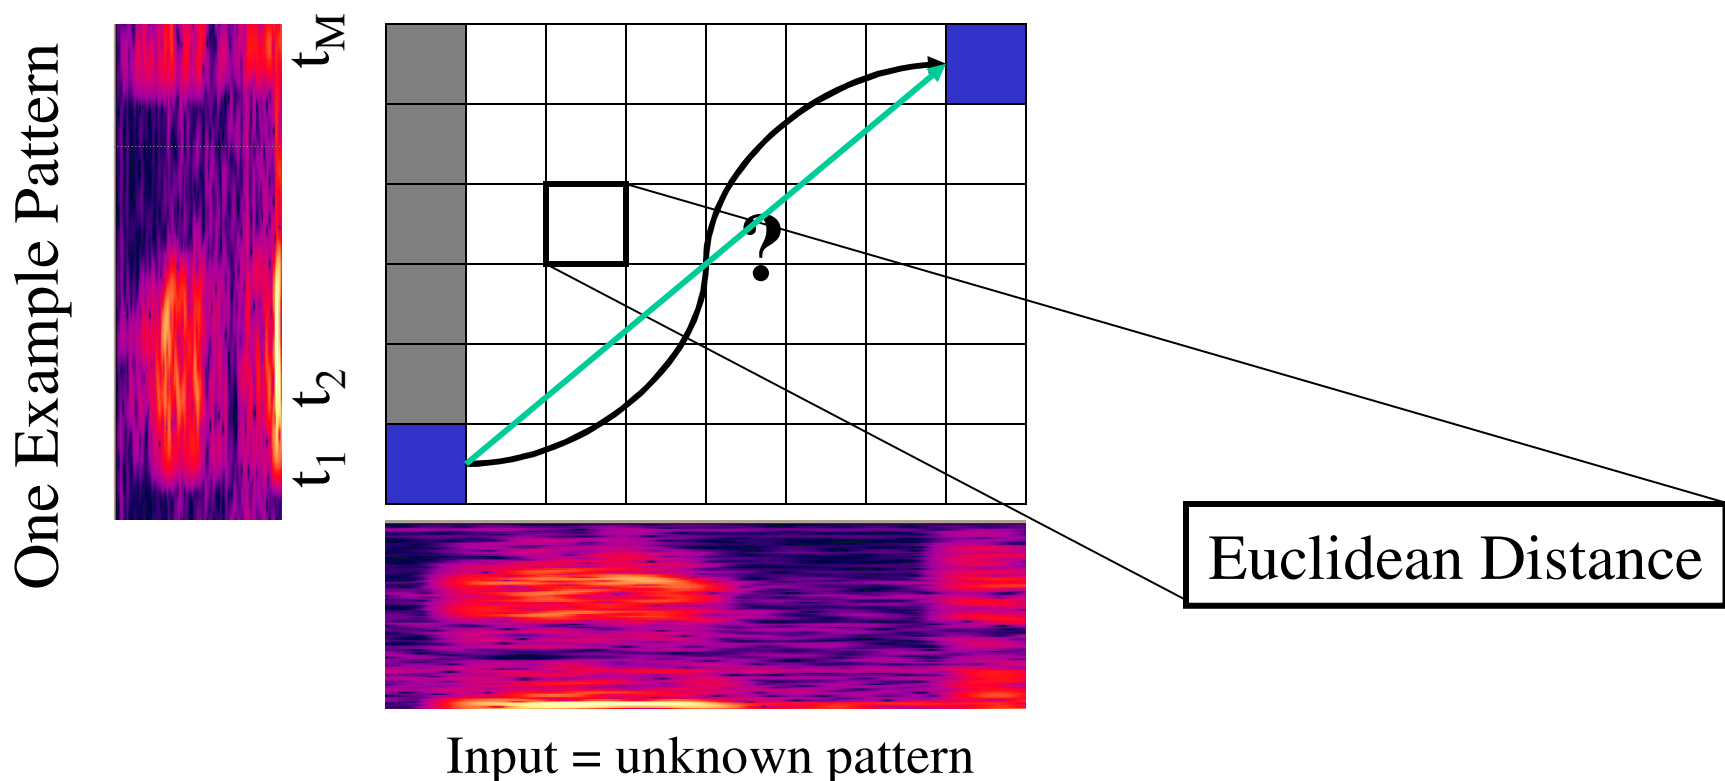 One Example Pattern
t1
t2
tM
?
Euclidean Distance
Input = unknown pattern